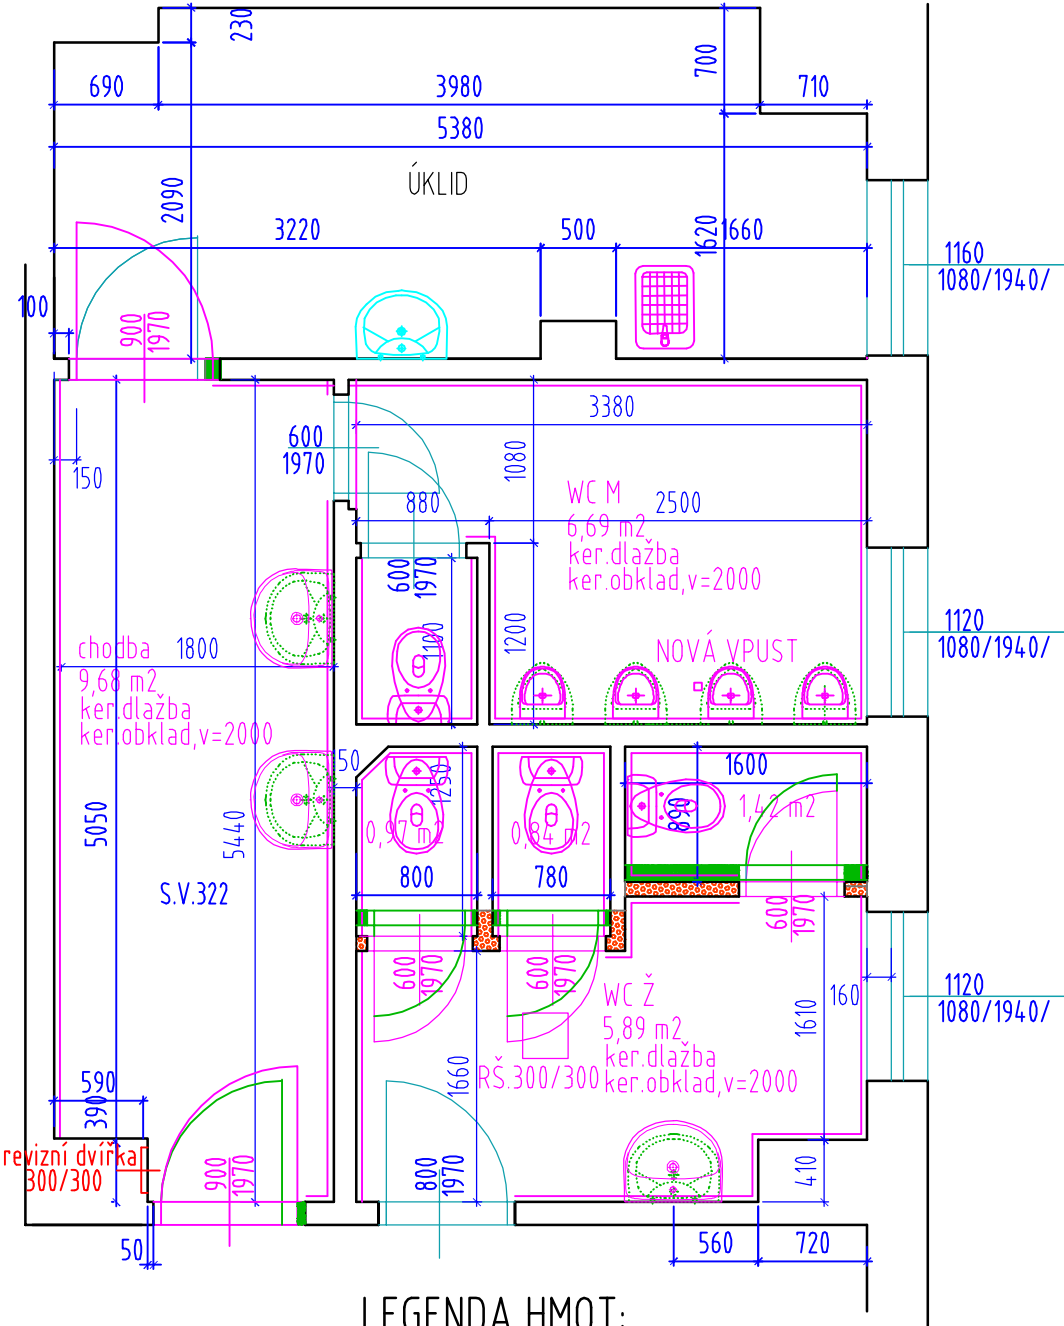 230
690
3980
700
710
5380
ÚKLID
2090
3220
500
1620
1660
1160
1080/1940/
100
900
1970
3380
600
1970
1080
150
880
WC M
6,69 m2
ker.dlažba
ker.obklad,v=2000
2500
600
1970
1100
1200
1120
1080/1940/
chodba
9,68 m2
ker.dlažba
ker.obklad,v=2000
1800
NOVÁ VPUST
50
1250
1600
890
1,42 m2
0,97 m2
0,84 m2
5050
5440
800
780
S.V.322
600
1970
600
1970
600
1970
WC Ž
5,89 m2
ker.dlažba
ker.obklad,v=2000
160
1610
1120
1080/1940/
1660
RŠ.300/300
590
390
revizní dvířka
300/300
900
1970
800
1970
410
50
560
720
LEGENDA HMOT: